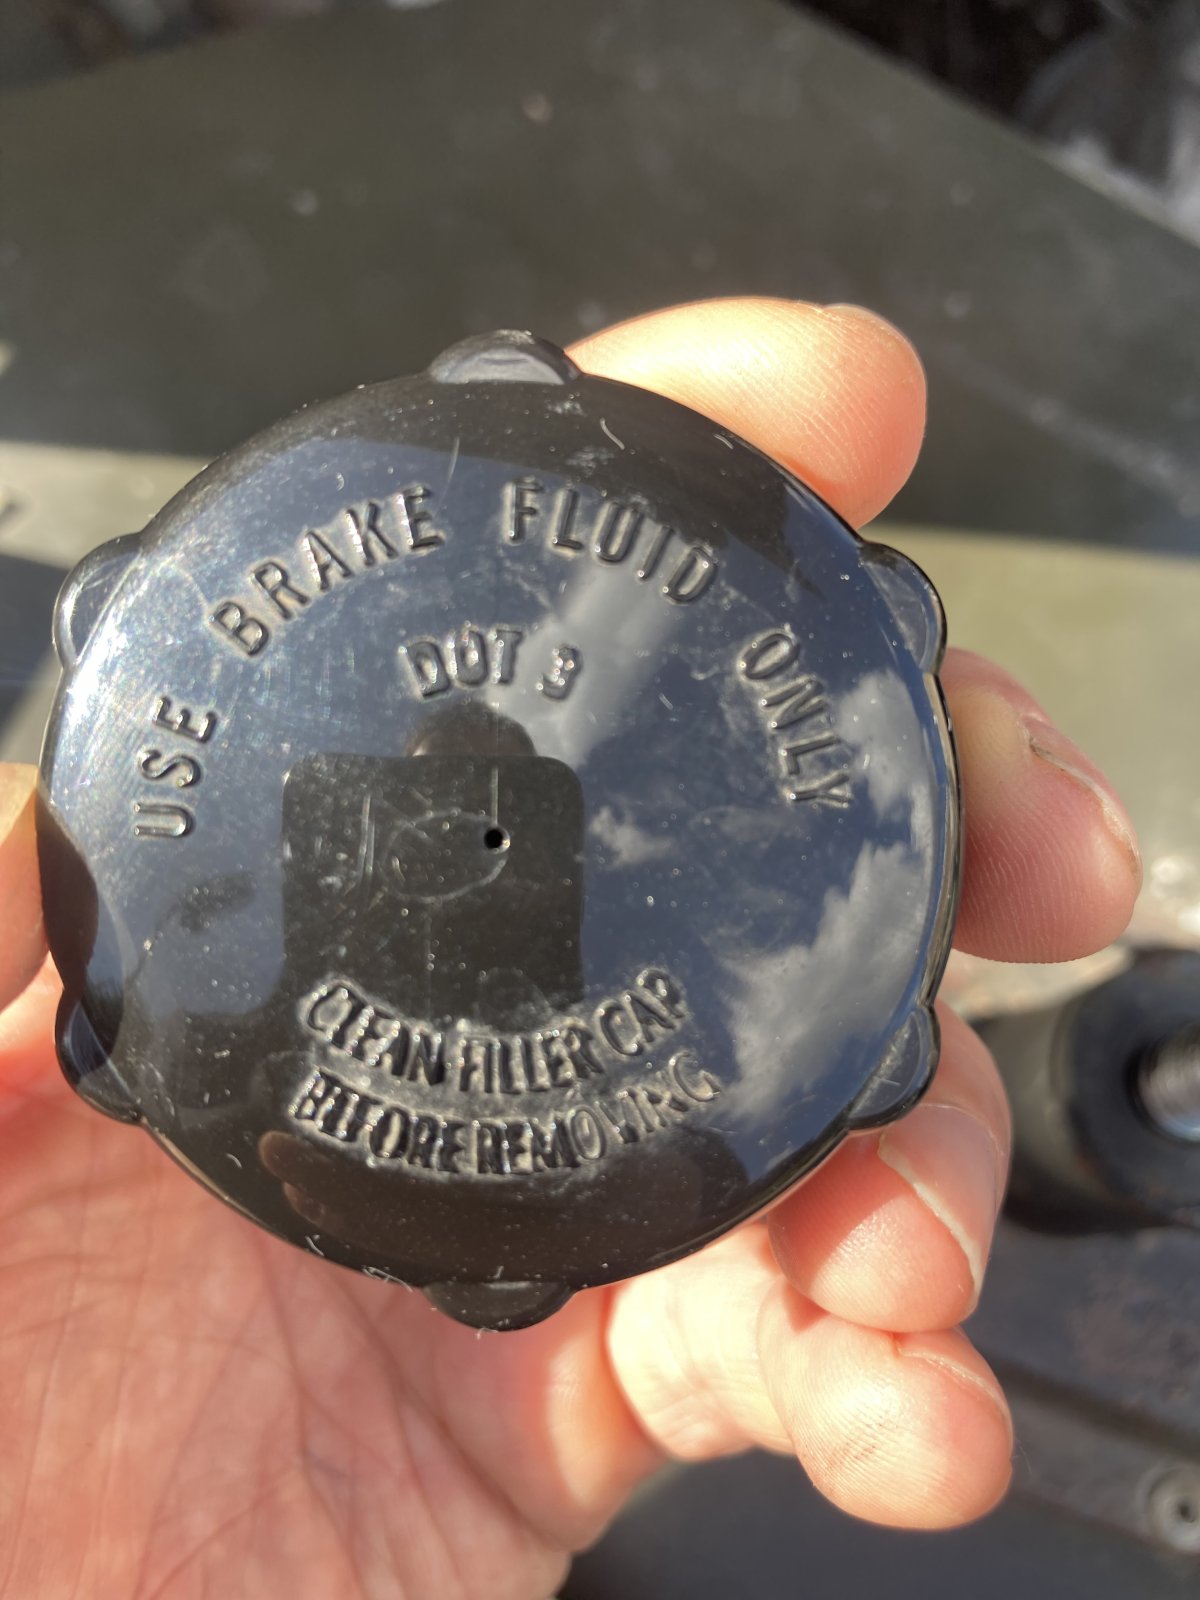 USE BRAKE FLUID ONLY
DOT 3
CLEAN FILLER CAP
BEFORE REMOVING